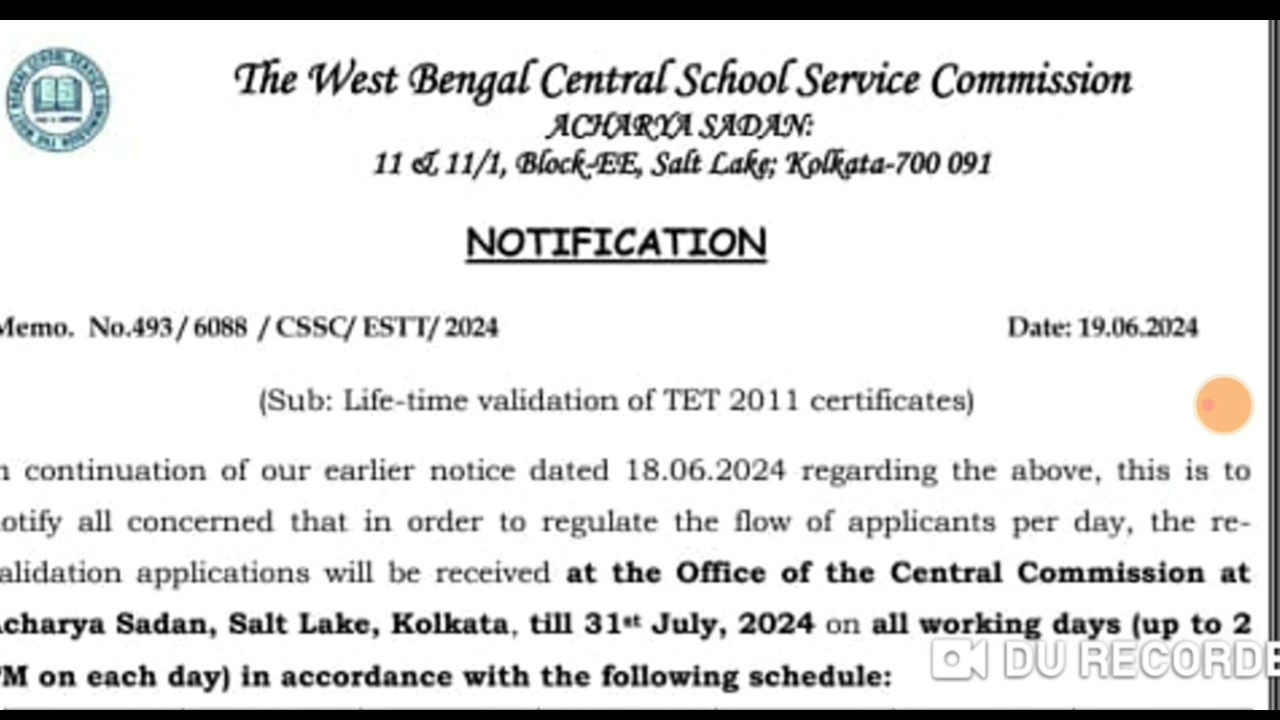 The West Bengal Central School Service Commission
ACHARYA SADAN:
11 & 11/1, Block-EE, Salt Lake; Kolkata-700 091
NOTIFICATION
Memo. No.493/6088 /CSSC/ ESTT/ 2024 Date: 19.06.2024
(Sub: Life-time validation of TET 2011 certificates)
n continuation of our earlier notice dated 18.06.2024 regarding the above, this is to
otify all concerned that in order to regulate the flow of applicants per day, the re-
alidation applications will be received at the Office of the Central Commission at
charya Sadan, Salt Lake, Kolkata, till 31st July, 2024 on all working days (up to 2
PM on each day) in accordance with the following schedule:
DU RECORDE